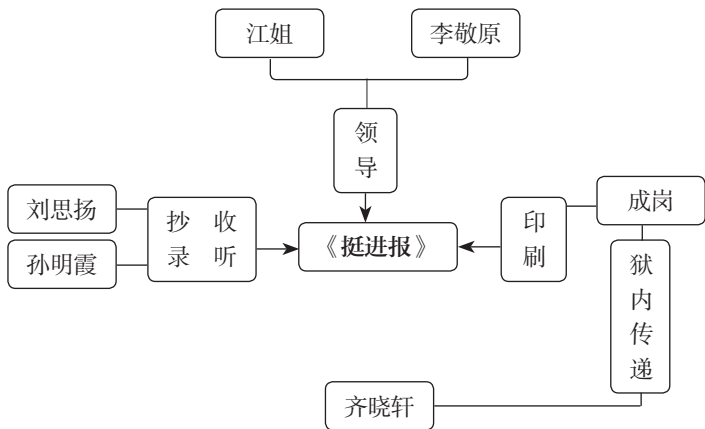 江姐
李敬原
领导
刘思扬
孙明霞
抄 收
录 听
《挺进报》
印刷
成岗
狱内传递
齐晓轩